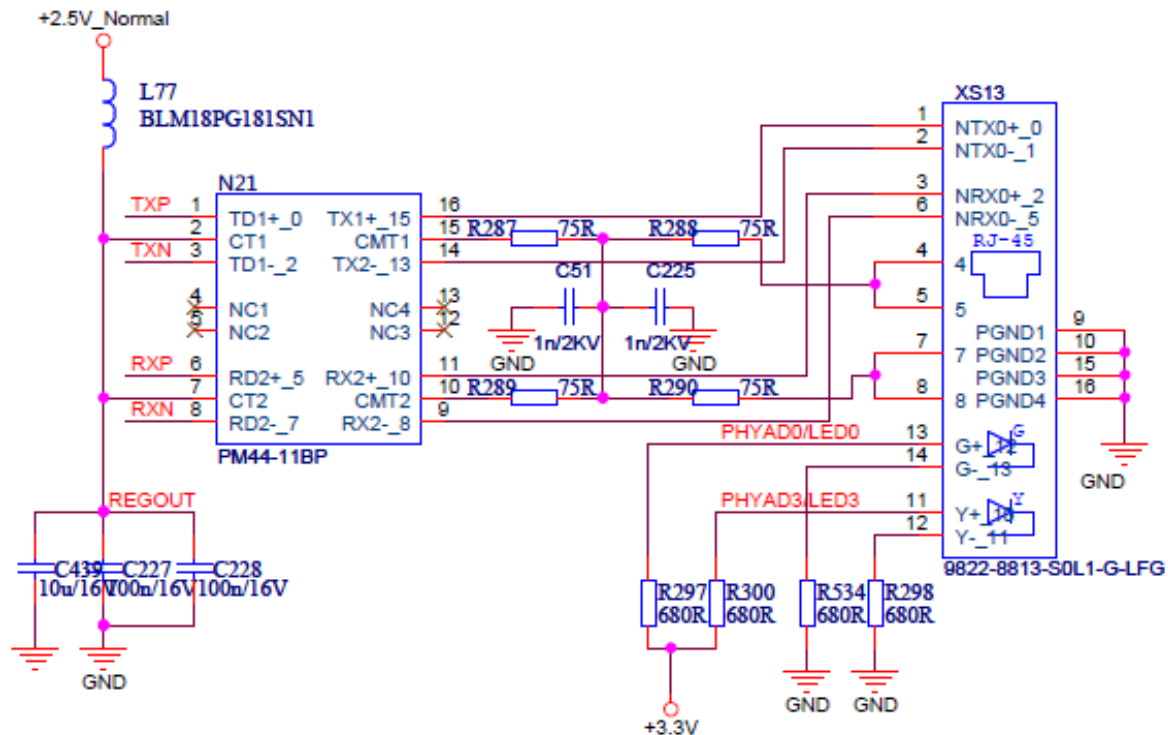 +2.5V_Normal
L77
BLM18PG181SN1
N21
TXP 1 TD1+_0 TX1+_15 16
2 CT1 CMT1 15 R287 75R R288 75R
TXN 3 TD1-_2 TX2-_13 14
4 NC1 NC4 13
5 NC2 NC3 12
RXP 6 RD2+_5 RX2+_10 11
7 CT2 CMT2 10 R289 75R R290 75R
RXN 8 RD2-_7 RX2-_8 9
PM44-11BP
C51 C225
GND 1n/2KV 1n/2KV GND
REGOUT
C439 C227 C228
10u/16V 100n/16V 100n/16V
GND
XS13
1 NTX0+_0
2 NTX0-_1
3 NRX0+_2
6 NRX0-_5
RJ-45
4 4
5 5
PGND1 9
7 7 PGND2 10
PGND3 15
8 8 PGND4 16
PHYAD0/LED0 13 G+_12 G
14 G-_13
GND
PHYAD3/LED3 11 Y+_10 Y
12 Y-_11
9822-8813-S0L1-G-LFG
R297 R300 R534 R298
680R 680R 680R 680R
GND GND
+3.3V